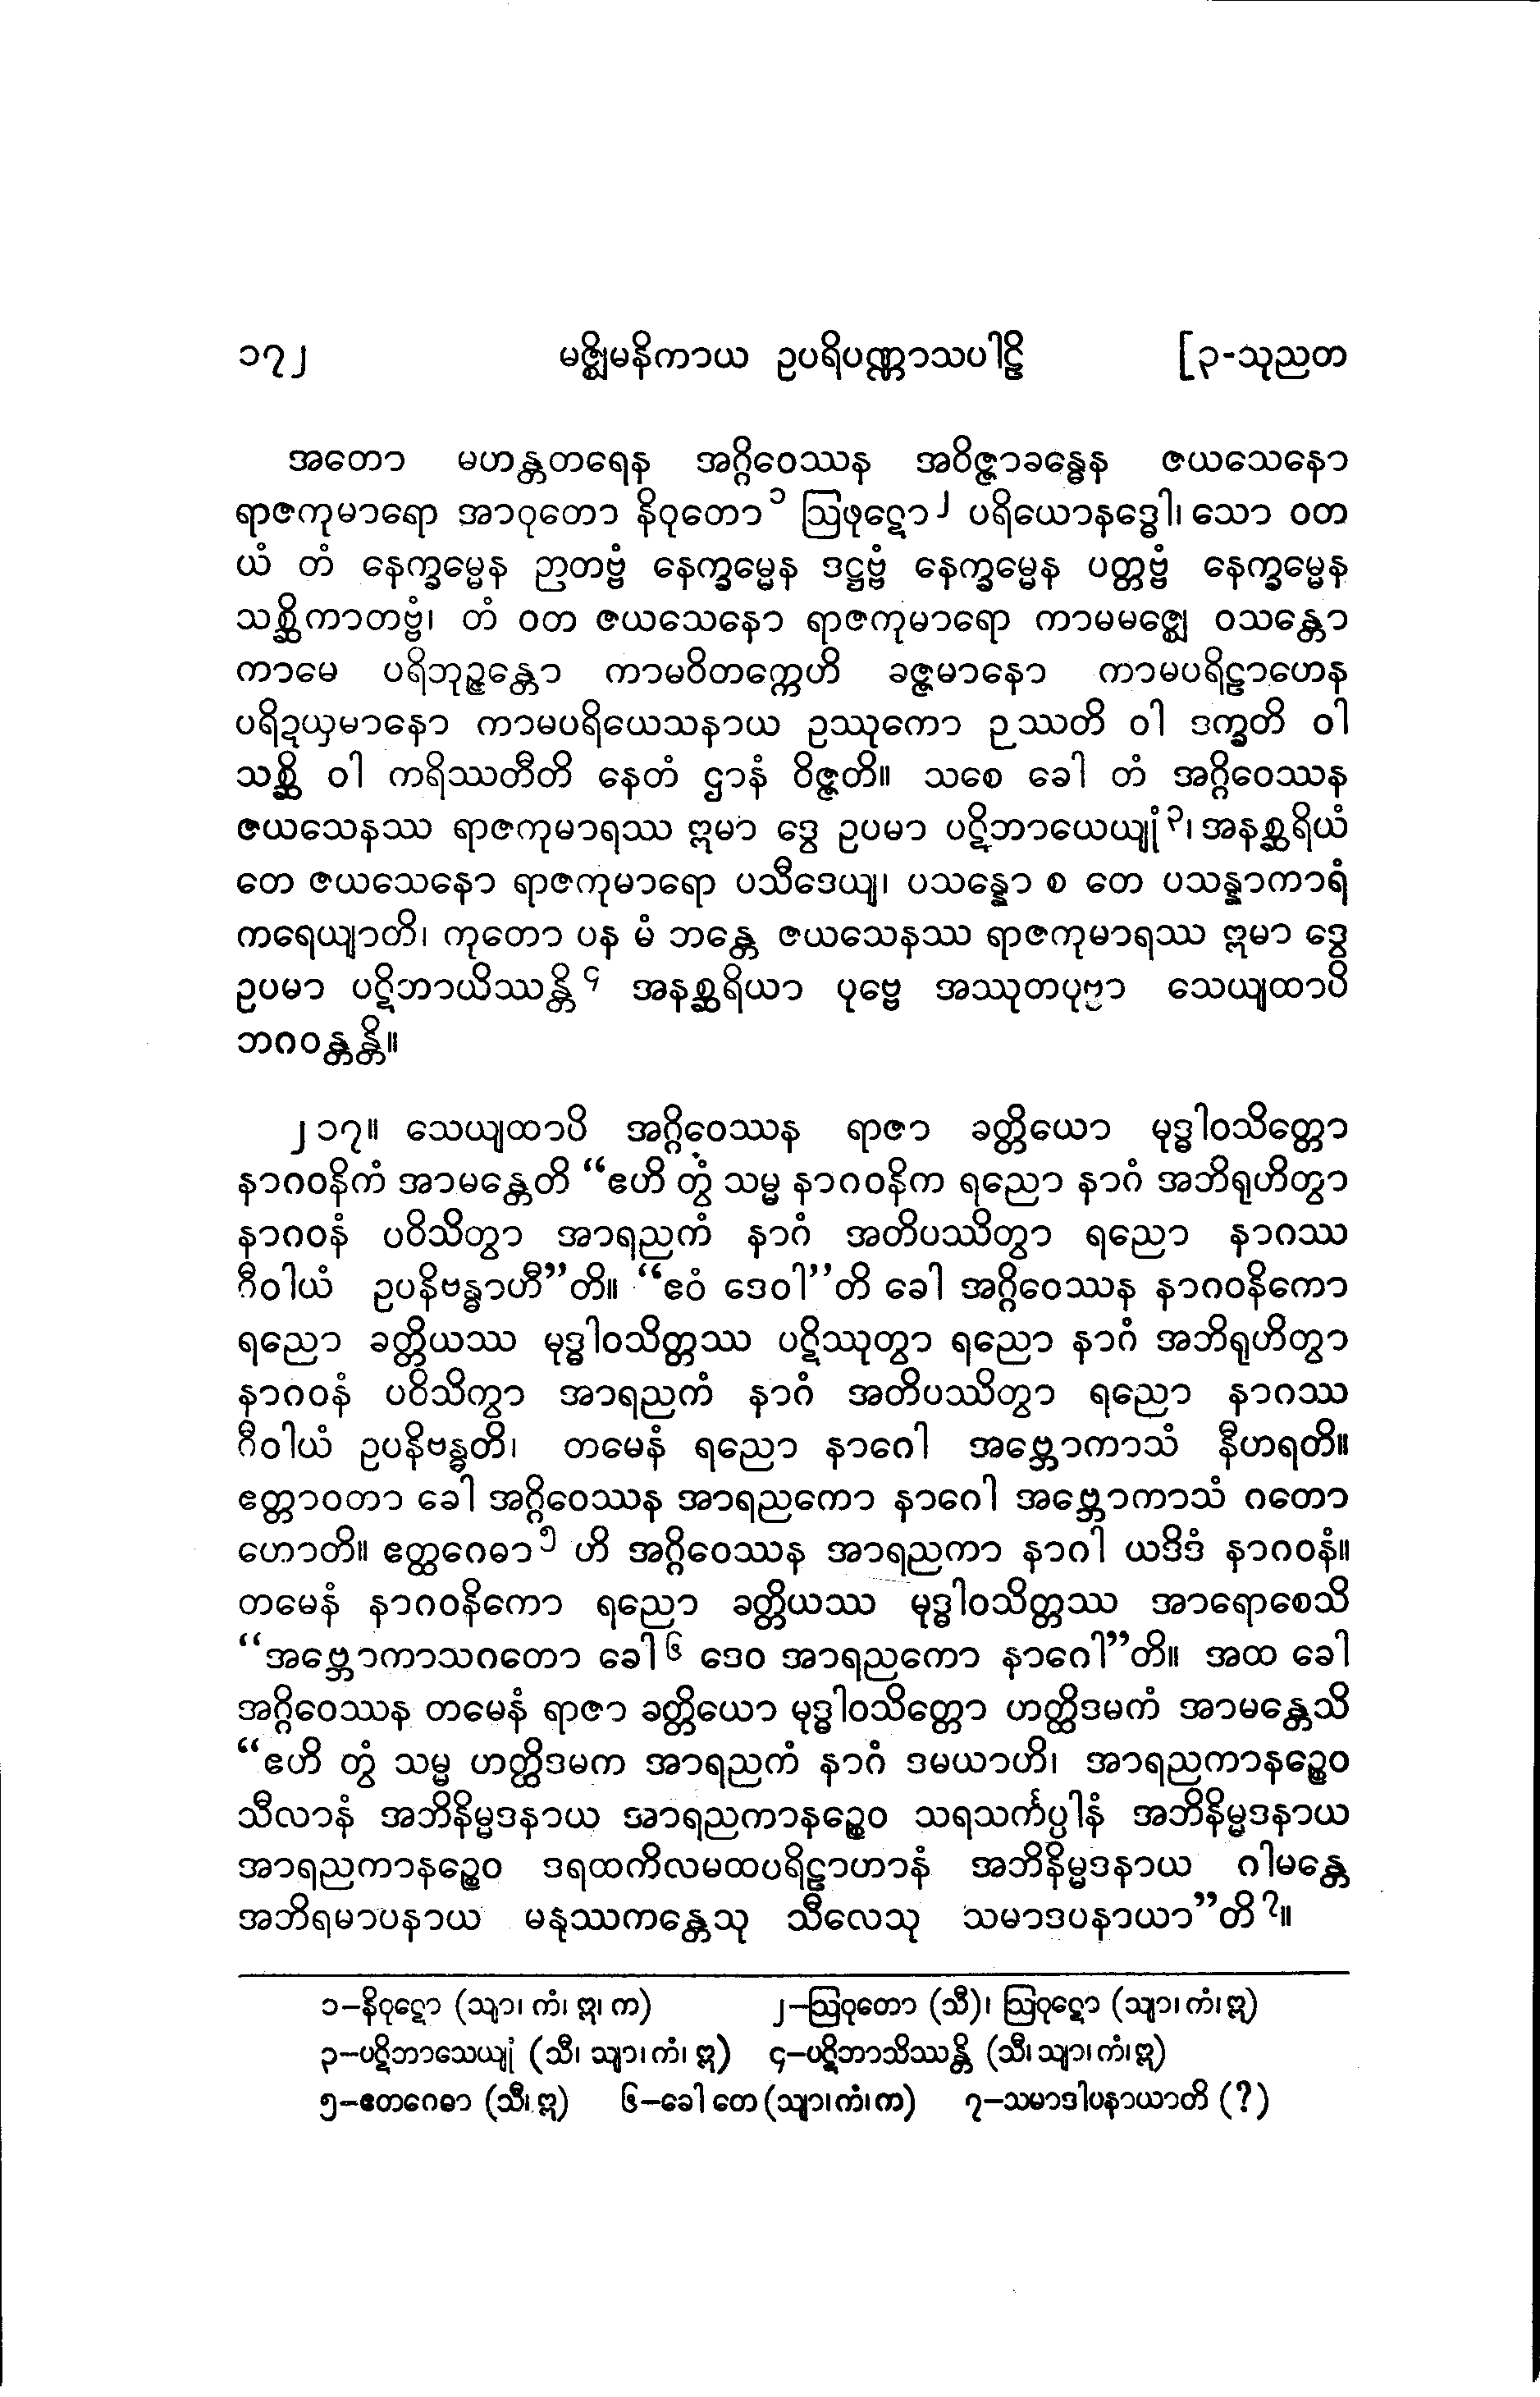 ၁၇၂ မဇ္ဈိမနိကာယ ဥပရိပဏ္ဏာသပါဠိ [၃-သုညတ
အတော မဟန္တတရေန အဂ္ဂိဝေဿန အဝိဇ္ဇာခန္ဓေန ဇယသေနော
ရာဇကုမာရော အာဝုတော နိဝုတော၁ ဩဖုဋော၂ ပရိယောနဒ္ဓေါ၊ သော ဝတ
ယံ တံ နေက္ခမ္မေန ဉာတဗ္ဗံ နေက္ခမ္မေန ဒဋ္ဌဗ္ဗံ နေက္ခမ္မေန ပတ္တဗ္ဗံ နေက္ခမ္မေန
သစ္ဆိကာတဗ္ဗံ၊ တံ ဝတ ဇယသေနော ရာဇကုမာရော ကာမမဇ္ဈေ ဝသန္တော
ကာမေ ပရိဘုဉ္ဇန္တော ကာမဝိတက္ကေဟိ ခဇ္ဇမာနော ကာမပရိဠာဟေန
ပရိဍယှမာနော ကာမပရိယေသနာယ ဥဿုကော ဉဿတိ ဝါ ဒက္ခတိ ဝါ
သစ္ဆိ ဝါ ကရိဿတီတိ နေတံ ဌာနံ ဝိဇ္ဇတိ။ သစေ ခေါ တံ အဂ္ဂိဝေဿန
ဇယသေနဿ ရာဇကုမာရဿ ဣမာ ဒွေ ဥပမာ ပဋိဘာယေယျုံ၃၊ အနစ္ဆရိယံ
တေ ဇယသေနော ရာဇကုမာရော ပသီဒေယျ၊ ပသန္နော စ တေ ပသန္နာကာရံ
ကရေယျာတိ၊ ကုတော ပန မံ ဘန္တေ ဇယသေနဿ ရာဇကုမာရဿ ဣမာ ဒွေ
ဥပမာ ပဋိဘာယိဿန္တိ၄ အနစ္ဆရိယာ ပုဗ္ဗေ အဿုတပုဗ္ဗာ သေယျထာပိ
ဘဂဝန္တန္တိ။
၂၁၇။ သေယျထာပိ အဂ္ဂိဝေဿန ရာဇာ ခတ္တိယော မုဒ္ဓါဝသိတ္တော
နာဂဝနိကံ အာမန္တေတိ “ဧဟိ တွံ သမ္မ နာဂဝနိက ရညော နာဂံ အဘိရုဟိတွာ
နာဂဝနံ ပဝိသိတွာ အာရညကံ နာဂံ အတိပဿိတွာ ရညော နာဂဿ
ဂီဝါယံ ဥပနိဗန္ဓာဟီ”တိ။ “ဧဝံ ဒေဝါ”တိ ခေါ အဂ္ဂိဝေဿန နာဂဝနိကော
ရညော ခတ္တိယဿ မုဒ္ဓါဝသိတ္တဿ ပဋိဿုတွာ ရညော နာဂံ အဘိရုဟိတွာ
နာဂဝနံ ပဝိသိကွာ အာရညကံ နာဂံ အတိပဿိတွာ ရညော နာဂဿ
ဂီဝါယံ ဥပနိဗန္ဓတိ၊ တမေနံ ရညော နာဂေါ အဗ္ဘောကာသံ နီဟရတိ။
ဧတ္တာဝတာ ခေါ အဂ္ဂိဝေဿန အာရညကော နာဂေါ အဗ္ဘောကာသံ ဂတော
ဟောတိ။ ဧတ္ထဂေဓာ၅ ဟိ အဂ္ဂိဝေဿန အာရညကာ နာဂါ ယဒိဒံ နာဂဝနံ။
တမေနံ နာဂဝနိကော ရညော ခတ္တိယဿ မုဒ္ဓါဝသိတ္တဿ အာရောစေသိ
“အဗ္ဘောကာသဂတော ခေါ၆ ဒေဝ အာရညကော နာဂေါ”တိ။ အထ ခေါ
အဂ္ဂိဝေဿန တမေနံ ရာဇာ ခတ္တိယော မုဒ္ဓါဝသိတ္တော ဟတ္ထိဒမကံ အာမန္တေသိ
“ဧဟိ တွံ သမ္မ ဟတ္ထိဒမက အာရညကံ နာဂံ ဒမယာဟိ၊ အာရညကာနဉ္စေဝ
သီလာနံ အဘိနိမ္မဒနာယ အာရညကာနဉ္စေဝ သရသင်္ကပ္ပါနံ အဘိနိမ္မဒနာယ
အာရညကာနဉ္စေဝ ဒရထကိလမထပရိဠာဟာနံ အဘိနိမ္မဒနာယ ဂါမန္တေ
အဘိရမာပနာယ မနုဿကန္တေသု သီလေသု သမာဒပနာယာ”တိ၇။
၁–နိဝုဋော (သျာ၊ ကံ၊ ဣ၊ က) ၂–ဩဝုတော (သီ)၊ ဩဝုဋော (သျာ၊ ကံ၊ ဣ)
၃–ပဋိဘာသေယျုံ (သီ၊ သျာ၊ ကံ၊ ဣ) ၄–ပဋိဘာသိဿန္တိ (သီ၊ သျာ၊ ကံ၊ ဣ)
၅–ဧတဂေဓာ (သီ၊ ဣ) ၆–ခေါ တေ (သျာ၊ ကံ၊ က) ၇–သမာဒါပနာယာတိ (?)